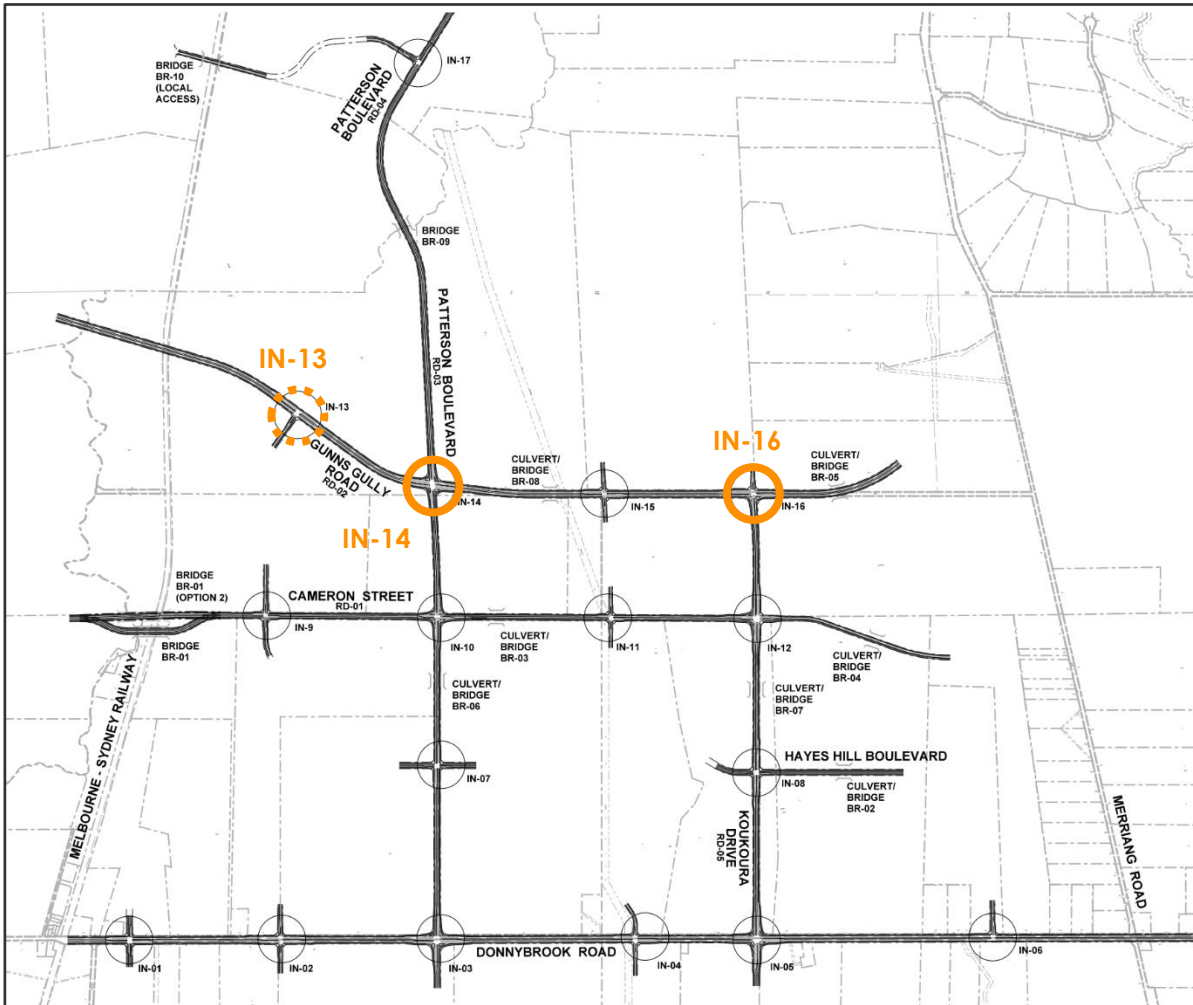 BRIDGE
BR-10
(LOCAL
ACCESS)
PATTERSON
BOULEVARD
RD-04
IN-17
BRIDGE
BR-09
PATTERSON BOULEVARD
RD-03
IN-13
IN-13
GUNNS GULLY
ROAD
RD-02
IN-14
IN-14
CULVERT/
BRIDGE
BR-08
IN-15
IN-16
IN-16
CULVERT/
BRIDGE
BR-05
BRIDGE
BR-01
(OPTION 2)
BRIDGE
BR-01
CAMERON STREET
RD-01
IN-9
IN-10
CULVERT/
BRIDGE
BR-03
IN-11
IN-12
CULVERT/
BRIDGE
BR-04
CULVERT/
BRIDGE
BR-06
CULVERT/
BRIDGE
BR-07
MELBOURNE - SYDNEY RAILWAY
IN-07
HAYES HILL BOULEVARD
IN-08
CULVERT/
BRIDGE
BR-02
KOUKOURA
DRIVE
RD-05
MERRIANG ROAD
IN-01
IN-02
IN-03
DONNYBROOK ROAD
IN-04
IN-05
IN-06